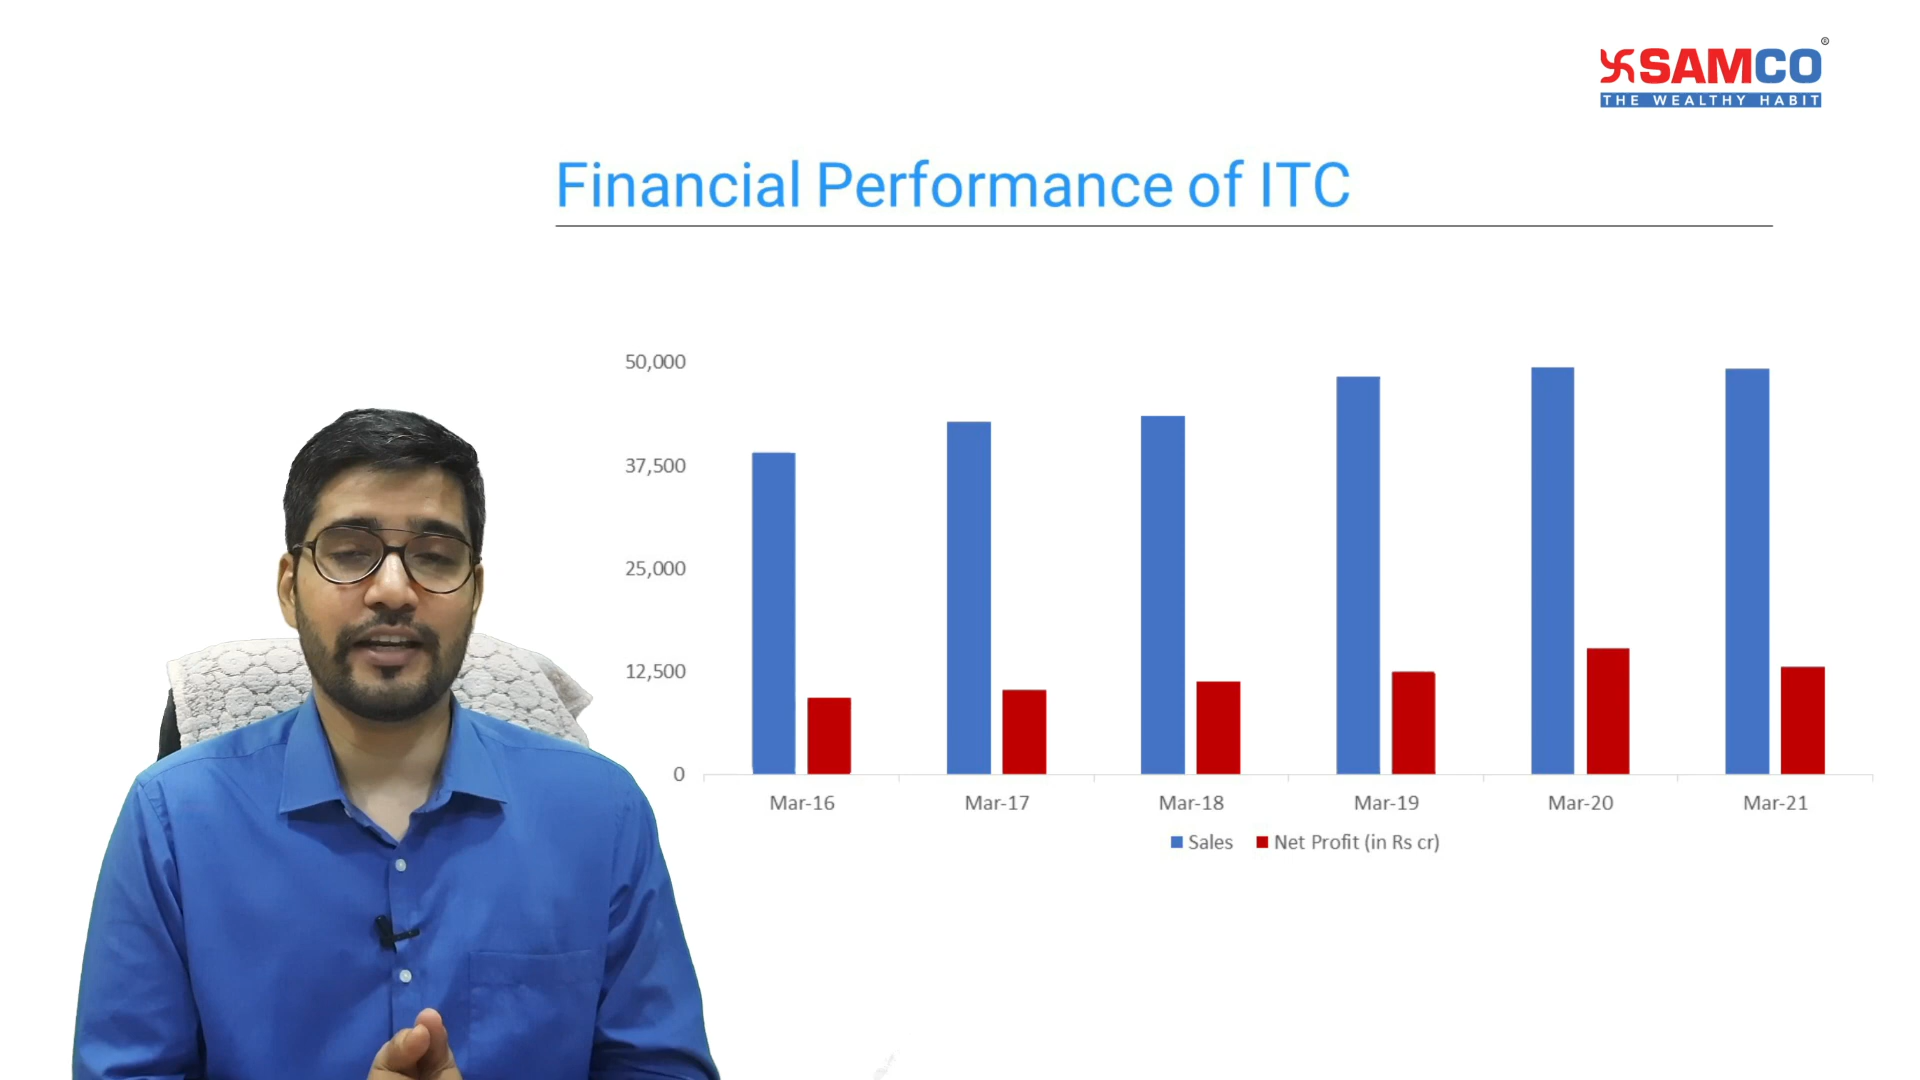 SAMCO®
THE WEALTHY HABIT
Financial Performance of ITC
50,000
37,500
25,000
12,500
0
Mar-16 Mar-17 Mar-18 Mar-19 Mar-20 Mar-21
Sales Net Profit (in Rs cr)